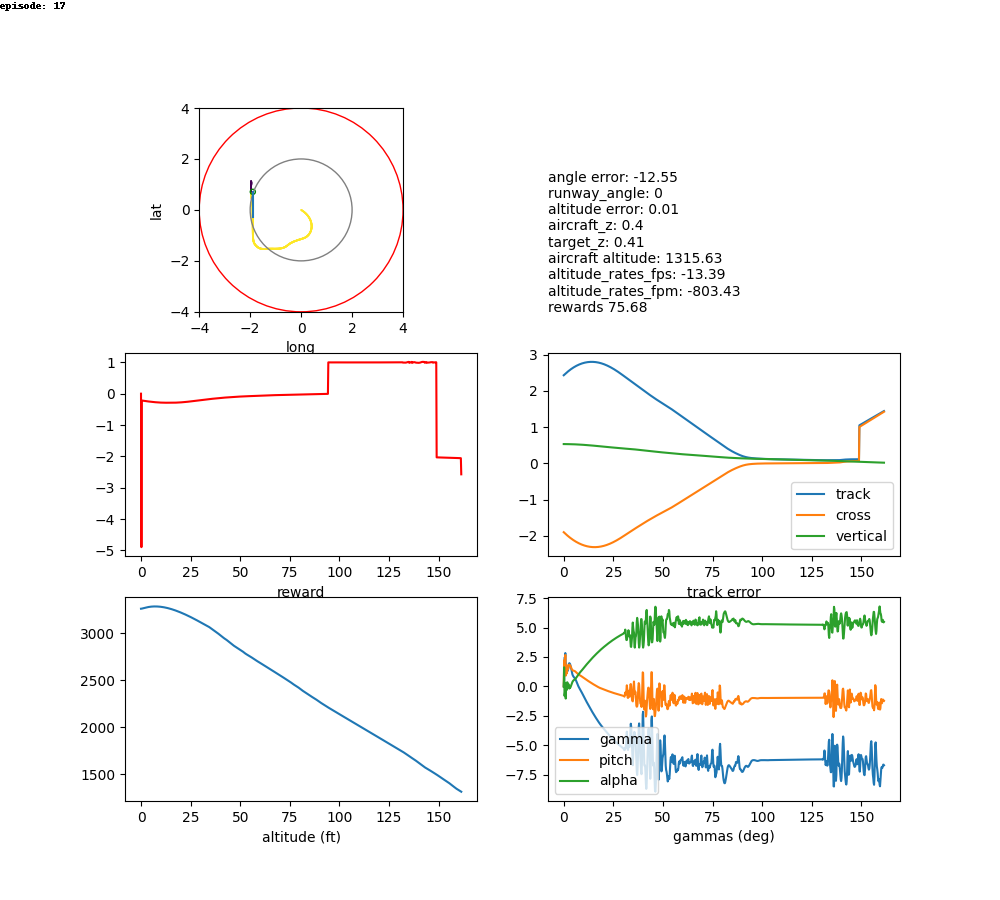 episode: 17
4
2
0
−2
−4
lat
−4 −2 0 2 4
long
angle error: -12.55
runway_angle: 0
altitude error: 0.01
aircraft_z: 0.4
target_z: 0.41
aircraft altitude: 1315.63
altitude_rates_fps: -13.39
altitude_rates_fpm: -803.43
rewards 75.68
1
0
−1
−2
−3
−4
−5
0 25 50 75 100 125 150
reward
3
2
1
0
−1
−2
track
cross
vertical
0 25 50 75 100 125 150
track error
3000
2500
2000
1500
0 25 50 75 100 125 150
altitude (ft)
7.5
5.0
2.5
0.0
−2.5
−5.0
−7.5
gamma
pitch
alpha
0 25 50 75 100 125 150
gammas (deg)